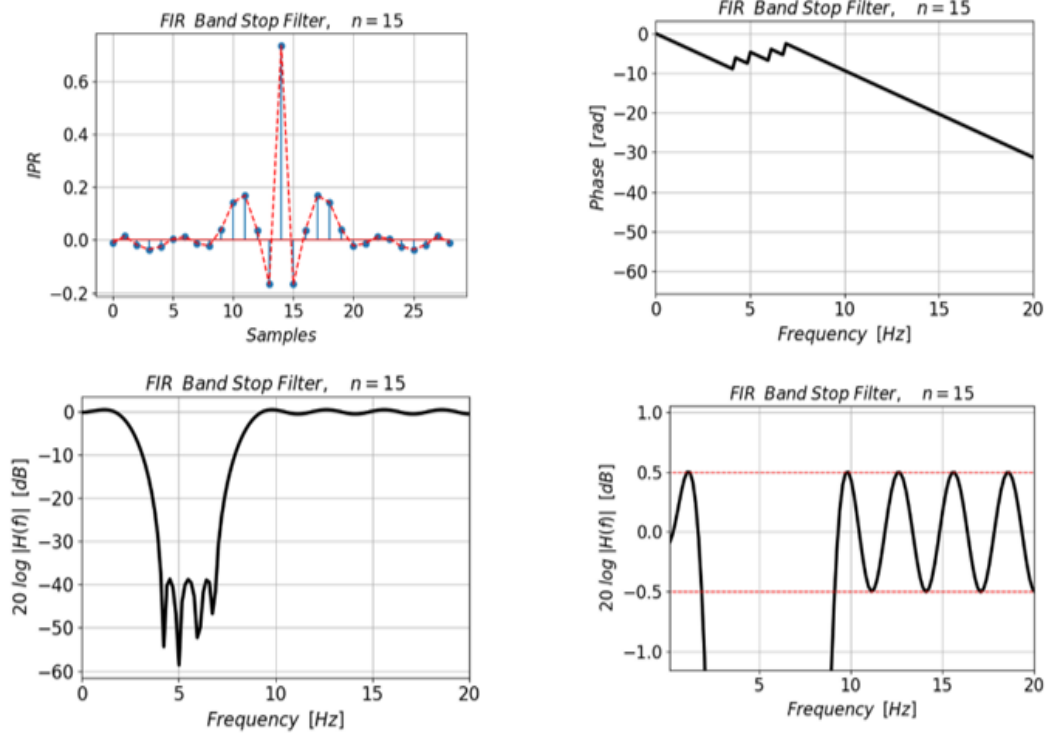 FIR Band Stop Filter, n = 15
0.6
0.4
0.2
0.0
−0.2
IPR
0 5 10 15 20 25
Samples
FIR Band Stop Filter, n = 15
0
−10
−20
−30
−40
−50
−60
Phase [rad]
0 5 10 15 20
Frequency [Hz]
FIR Band Stop Filter, n = 15
0
−10
−20
−30
−40
−50
−60
20 log |H(f)| [dB]
0 5 10 15 20
Frequency [Hz]
FIR Band Stop Filter, n = 15
1.0
0.5
0.0
−0.5
−1.0
20 log |H(f)| [dB]
5 10 15 20
Frequency [Hz]